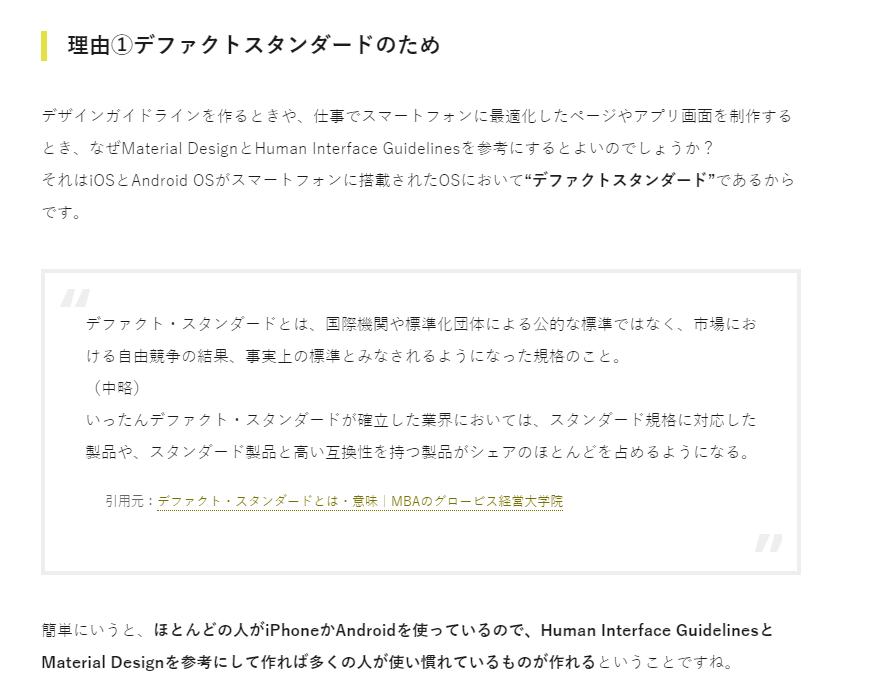 理由①デファクトスタンダードのため
デザインガイドラインを作るときや、仕事でスマートフォンに最適化したページやアプリ画面を制作する
とき、なぜMaterial DesignとHuman Interface Guidelinesを参考にするとよいのでしょうか？
それはiOSとAndroid OSがスマートフォンに搭載されたOSにおいて“デファクトスタンダード”であるから
です。
“
デファクト・スタンダードとは、国際機関や標準化団体による公的な標準ではなく、市場にお
ける自由競争の結果、事実上の標準とみなされるようになった規格のこと。
（中略）
いったんデファクト・スタンダードが確立した業界においては、スタンダード規格に対応した
製品や、スタンダード製品と高い互換性を持つ製品がシェアのほとんどを占めるようになる。
引用元：デファクト・スタンダードとは・意味｜MBAのグロービス経営大学院
”
簡単にいうと、ほとんどの人がiPhoneかAndroidを使っているので、Human Interface Guidelinesと
Material Designを参考にして作れば多くの人が使い慣れているものが作れるということですね。